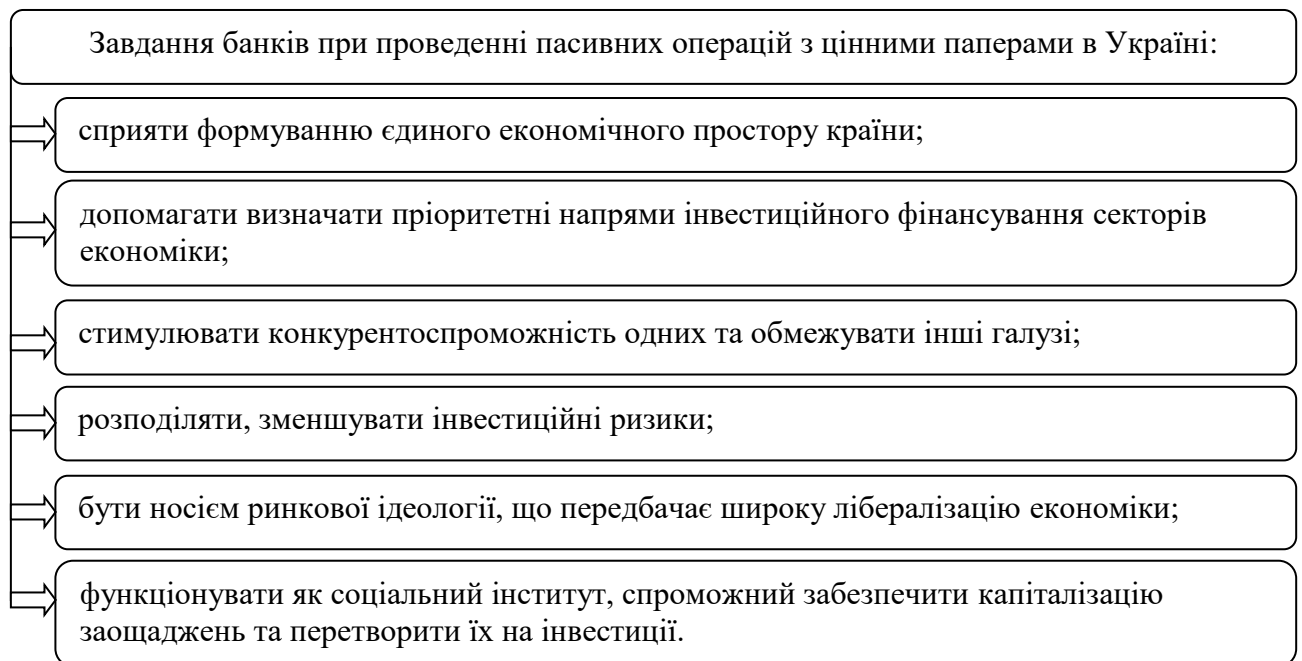 Завдання банків при проведенні пасивних операцій з цінними паперами в Україні:
сприяти формуванню єдиного економічного простору країни;
допомагати визначати пріоритетні напрями інвестиційного фінансування секторів
економіки;
стимулювати конкурентоспроможність одних та обмежувати інші галузі;
розподіляти, зменшувати інвестиційні ризики;
бути носієм ринкової ідеології, що передбачає широку лібералізацію економіки;
функціонувати як соціальний інститут, спроможний забезпечити капіталізацію
заощаджень та перетворити їх на інвестиції.